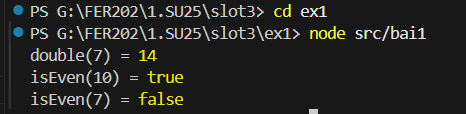 PS G:\FER202\1.SU25\slot3> cd ex1
PS G:\FER202\1.SU25\slot3\ex1> node src/bai1
double(7) = 14
isEven(10) = true
isEven(7) = false